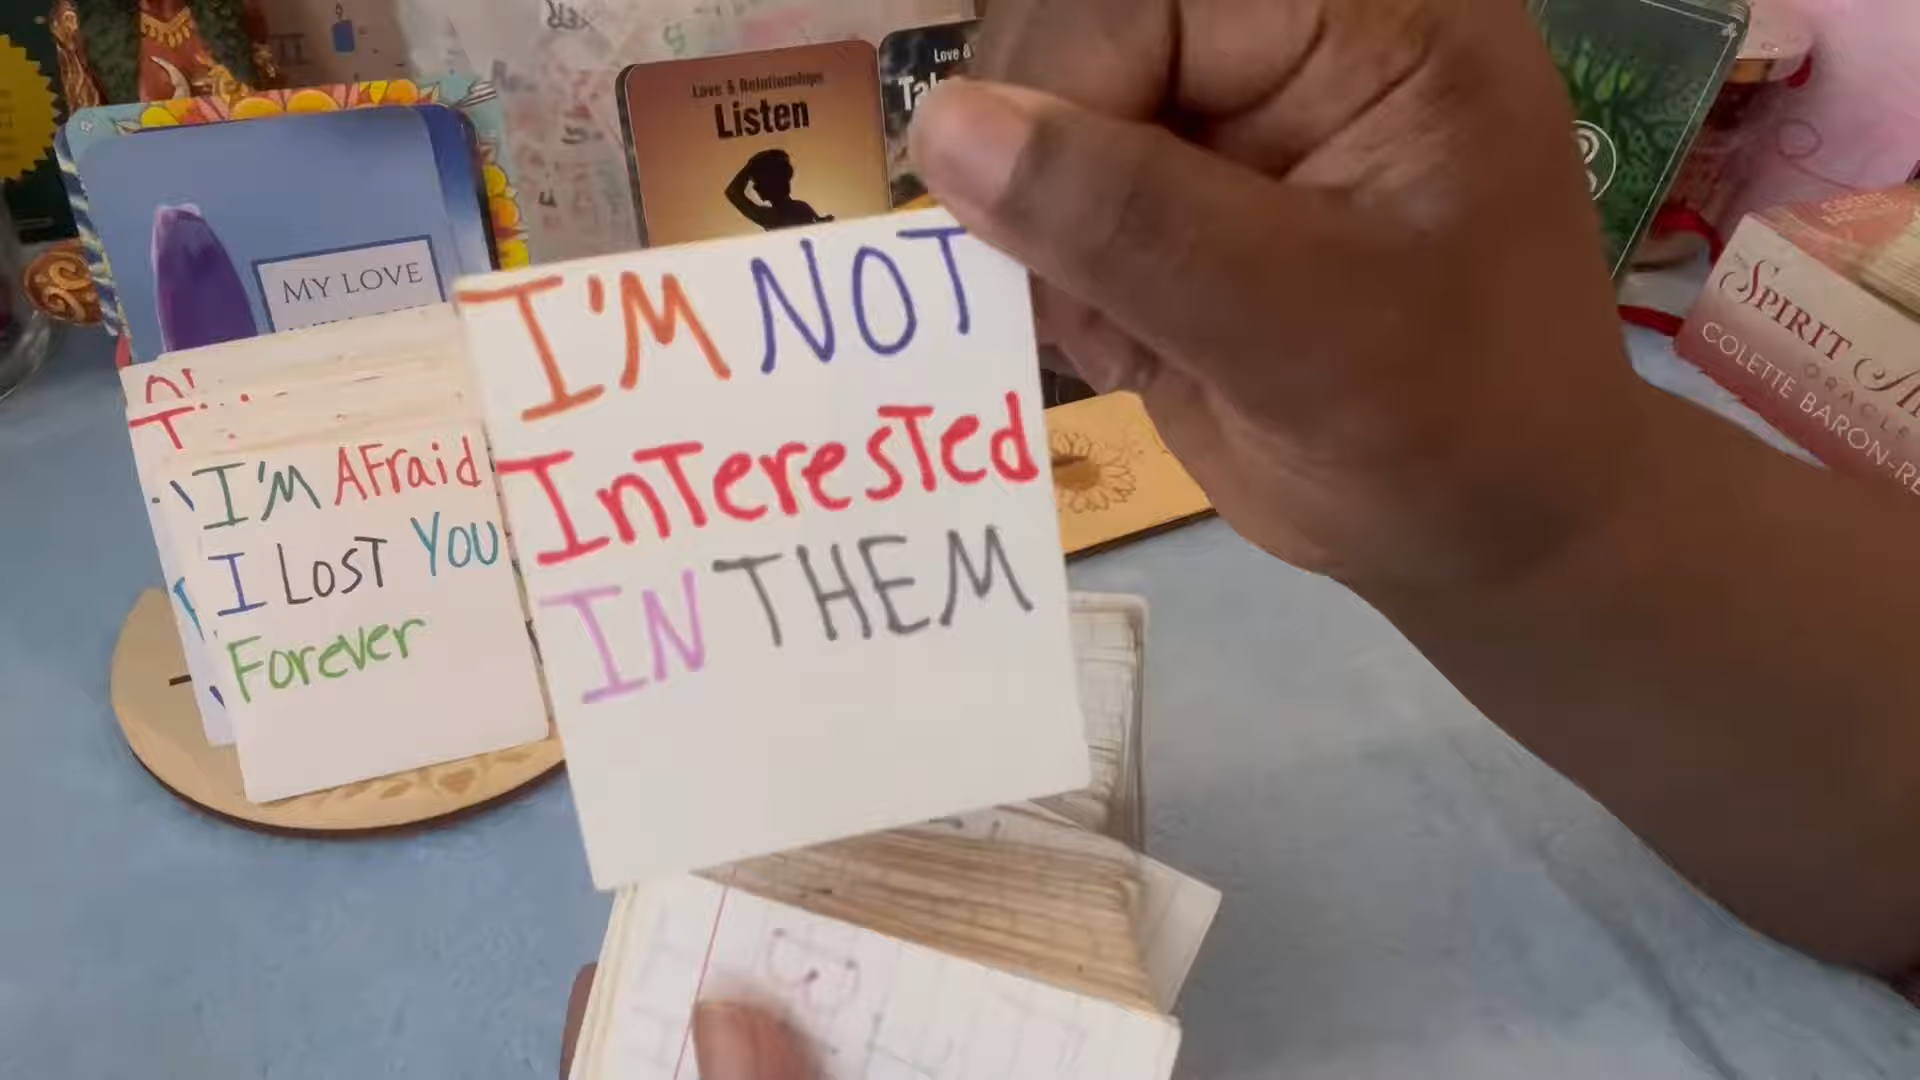 Love & Relationships
Listen
Love &
MY LOVE
I'M NOT
InTeresTed
IN THEM
I'M AFraid
I LosT YOU
Forever
SPIRIT
ORACLE
COLETTE BARON-RE